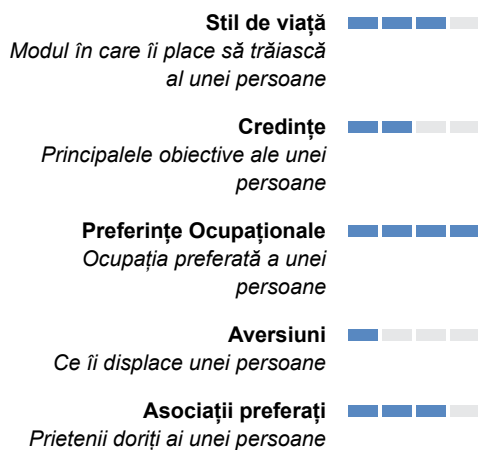 Stil de viață
Modul în care îi place să trăiască
al unei persoane
Credințe
Principalele obiective ale unei
persoane
Preferințe Ocupaționale
Ocupația preferată a unei
persoane
Aversiuni
Ce îi displace unei persoane
Asociații preferați
Prietenii doriți ai unei persoane